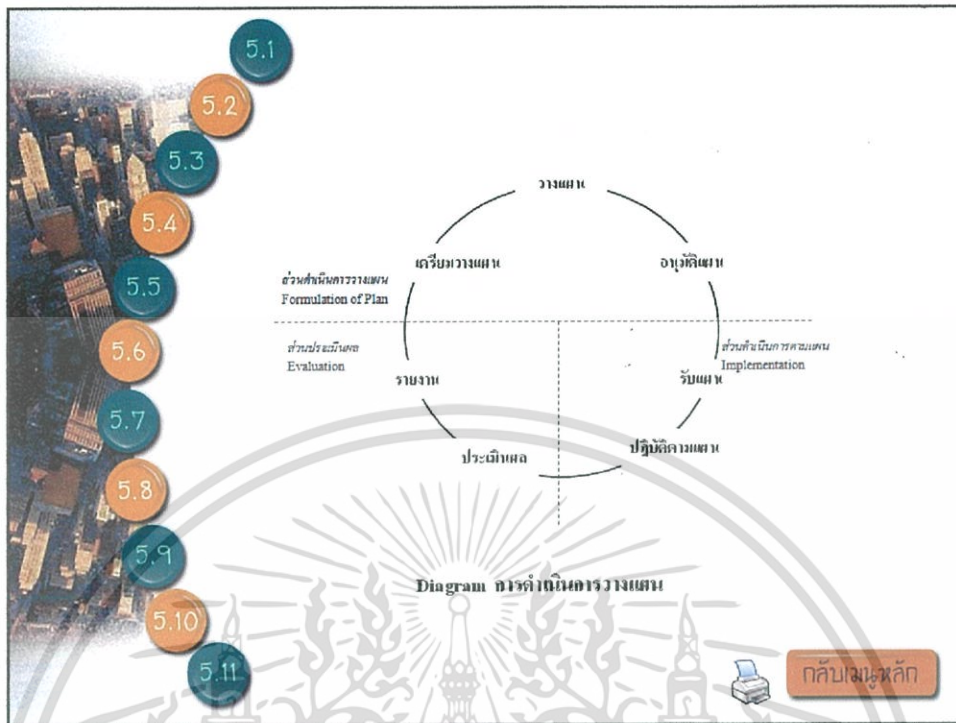 5.1
5.2
5.3
5.4
5.5
5.6
5.7
5.8
5.9
5.10
5.11
วางแผน
เตรียมวางแผน
อนุมัติแผน
ส่วนดำเนินการวางแผน
Formulation of Plan
ส่วนประเมินผล
Evaluation
ส่วนดำเนินการตามแผน
Implementation
รายงาน
รับแผน
ประเมินผล
ปฏิบัติตามแผน
Diagram การดำเนินการวางแผน
กลับเมนูหลัก